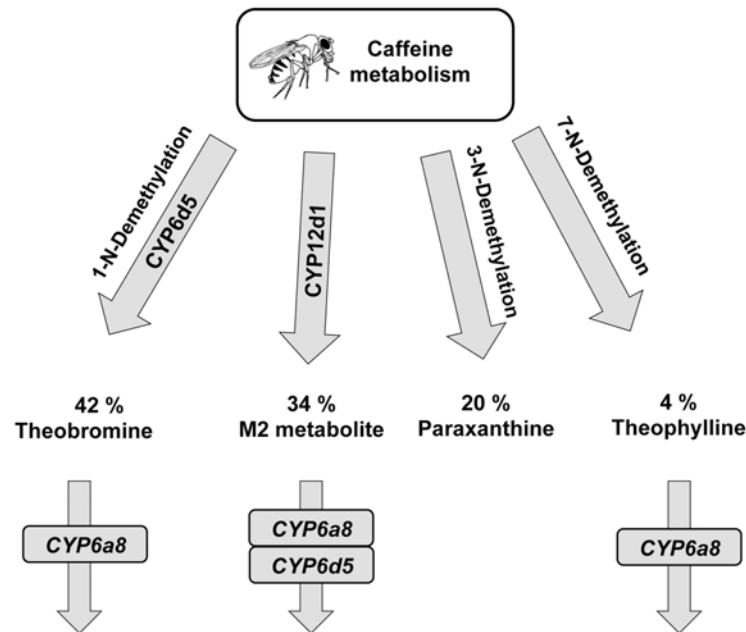 Caffeine
metabolism
1-N-Demethylation
CYP6d5
CYP12d1
3-N-Demethylation
7-N-Demethylation
42 %
Theobromine
34 %
M2 metabolite
20 %
Paraxanthine
4 %
Theophylline
CYP6a8
CYP6a8
CYP6d5
CYP6a8